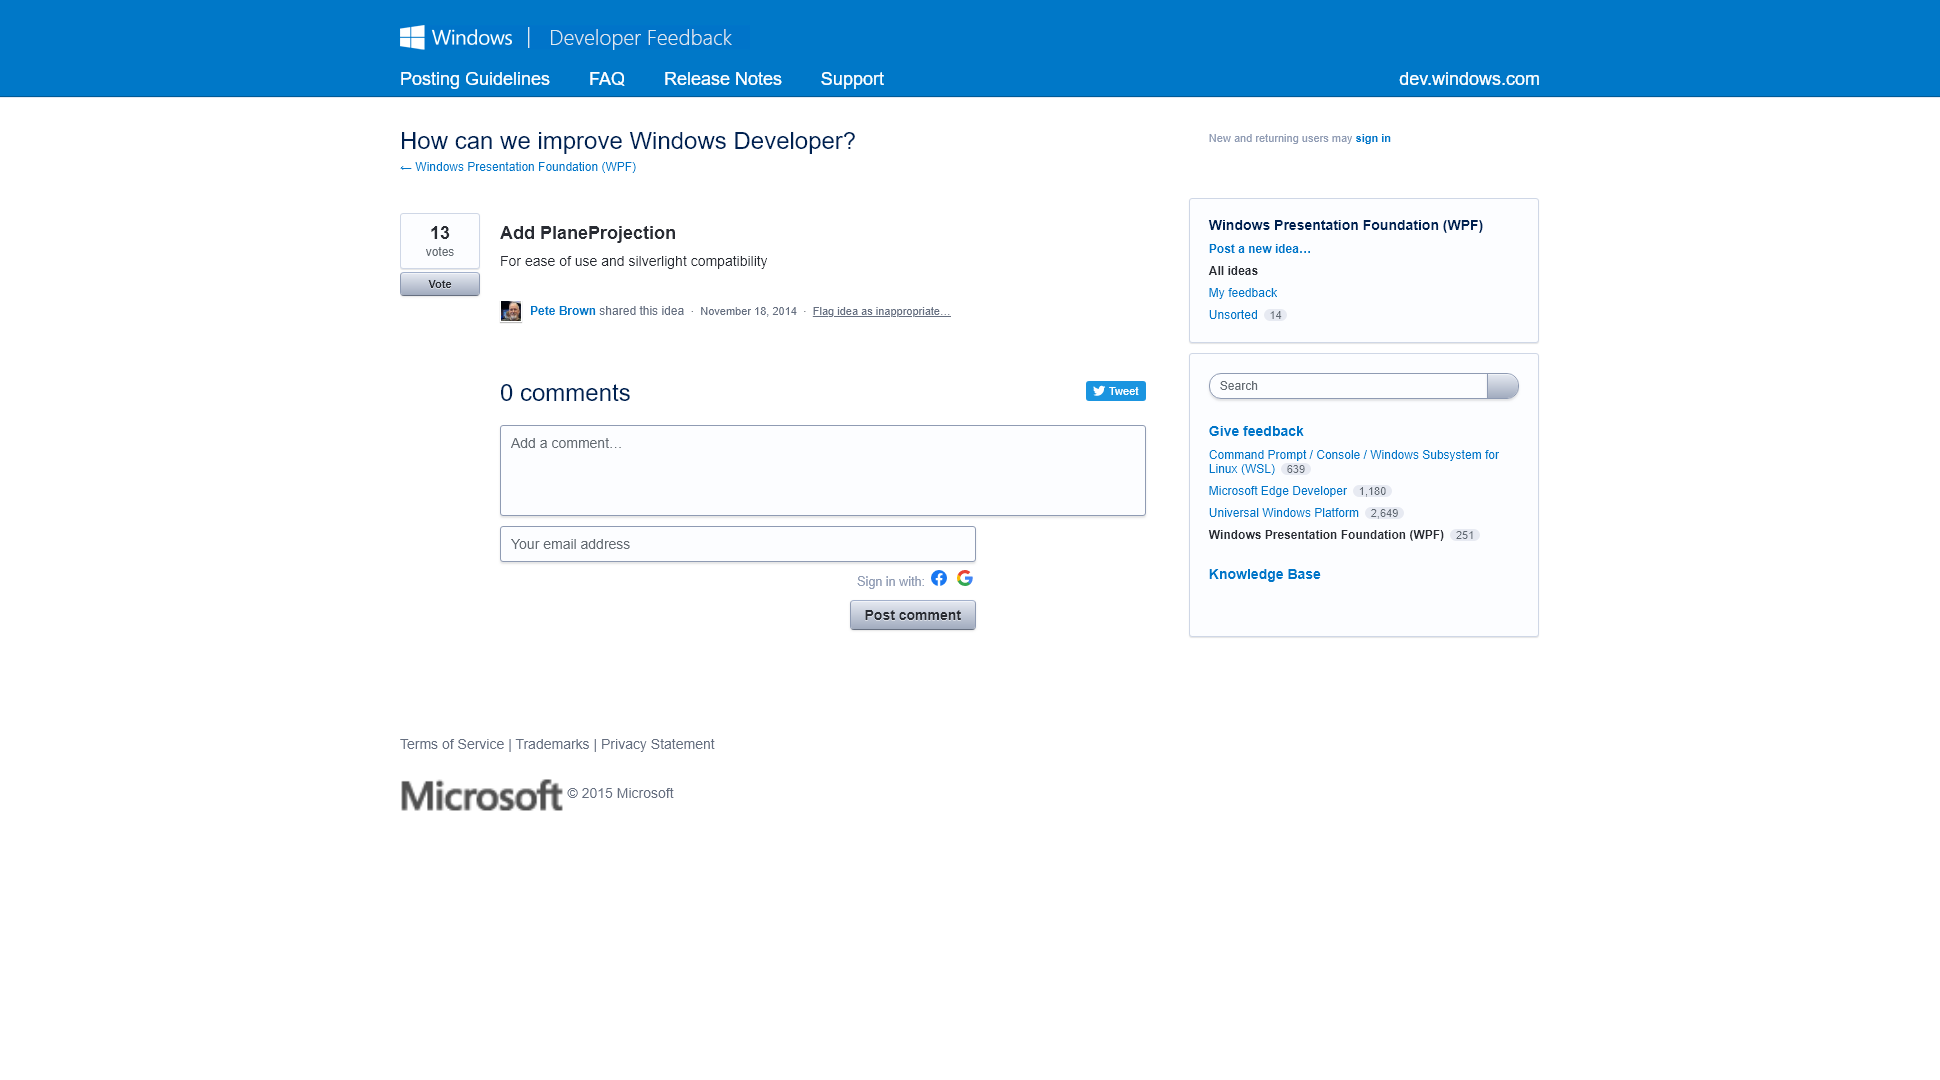 Windows | Developer Feedback
Posting Guidelines FAQ Release Notes Support dev.windows.com
How can we improve Windows Developer?
New and returning users may sign in
← Windows Presentation Foundation (WPF)
13
votes
Vote
Add PlaneProjection
For ease of use and silverlight compatibility
Pete Brown shared this idea · November 18, 2014 · Flag idea as inappropriate…
0 comments
Tweet
Add a comment…
Your email address
Sign in with:
Post comment
Windows Presentation Foundation (WPF)
Post a new idea…
All ideas
My feedback
Unsorted 14
Search
Give feedback
Command Prompt / Console / Windows Subsystem for
Linux (WSL) 639
Microsoft Edge Developer 1,180
Universal Windows Platform 2,649
Windows Presentation Foundation (WPF) 251
Knowledge Base
Terms of Service | Trademarks | Privacy Statement
Microsoft © 2015 Microsoft